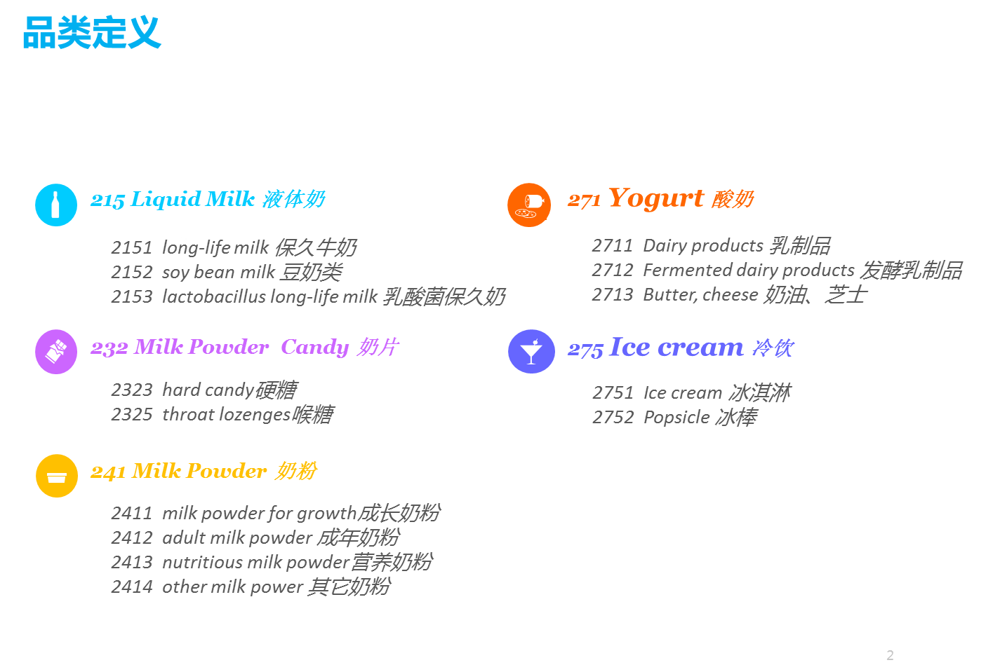 品类定义
215 Liquid Milk 液体奶
2151 long-life milk 保久牛奶
2152 soy bean milk 豆奶类
2153 lactobacillus long-life milk 乳酸菌保久奶
232 Milk Powder Candy 奶片
2323 hard candy硬糖
2325 throat lozenges喉糖
241 Milk Powder 奶粉
2411 milk powder for growth成长奶粉
2412 adult milk powder 成年奶粉
2413 nutritious milk powder营养奶粉
2414 other milk power 其它奶粉
271 Yogurt 酸奶
2711 Dairy products 乳制品
2712 Fermented dairy products 发酵乳制品
2713 Butter, cheese 奶油、芝士
275 Ice cream 冷饮
2751 Ice cream 冰淇淋
2752 Popsicle 冰棒
2